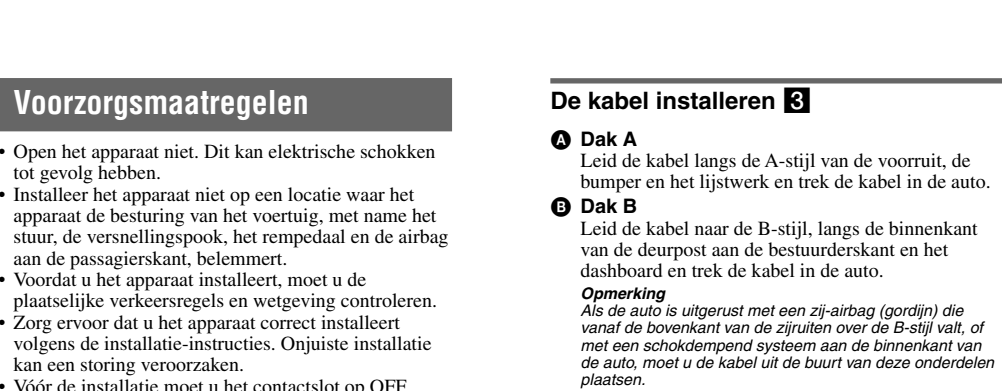 Voorzorgsmaatregelen
• Open het apparaat niet. Dit kan elektrische schokken
tot gevolg hebben.
• Installeer het apparaat niet op een locatie waar het
apparaat de besturing van het voertuig, met name het
stuur, de versnellingspook, het rempedaal en de airbag
aan de passagierskant, belemmert.
• Voordat u het apparaat installeert, moet u de
plaatselijke verkeersregels en wetgeving controleren.
• Zorg ervoor dat u het apparaat correct installeert
volgens de installatie-instructies. Onjuiste installatie
kan een storing veroorzaken.
• Vóór de installatie moet u het contactslot op OFF
De kabel installeren 3
A Dak A
Leid de kabel langs de A-stijl van de voorruit, de
bumper en het lijstwerk en trek de kabel in de auto.
B Dak B
Leid de kabel naar de B-stijl, langs de binnenkant
van de deurpost aan de bestuurderskant en het
dashboard en trek de kabel in de auto.
Opmerking
Als de auto is uitgerust met een zij-airbag (gordijn) die
vanaf de bovenkant van de zijruiten over de B-stijl valt, of
met een schokdempend systeem aan de binnenkant van
de auto, moet u de kabel uit de buurt van deze onderdelen
plaatsen.